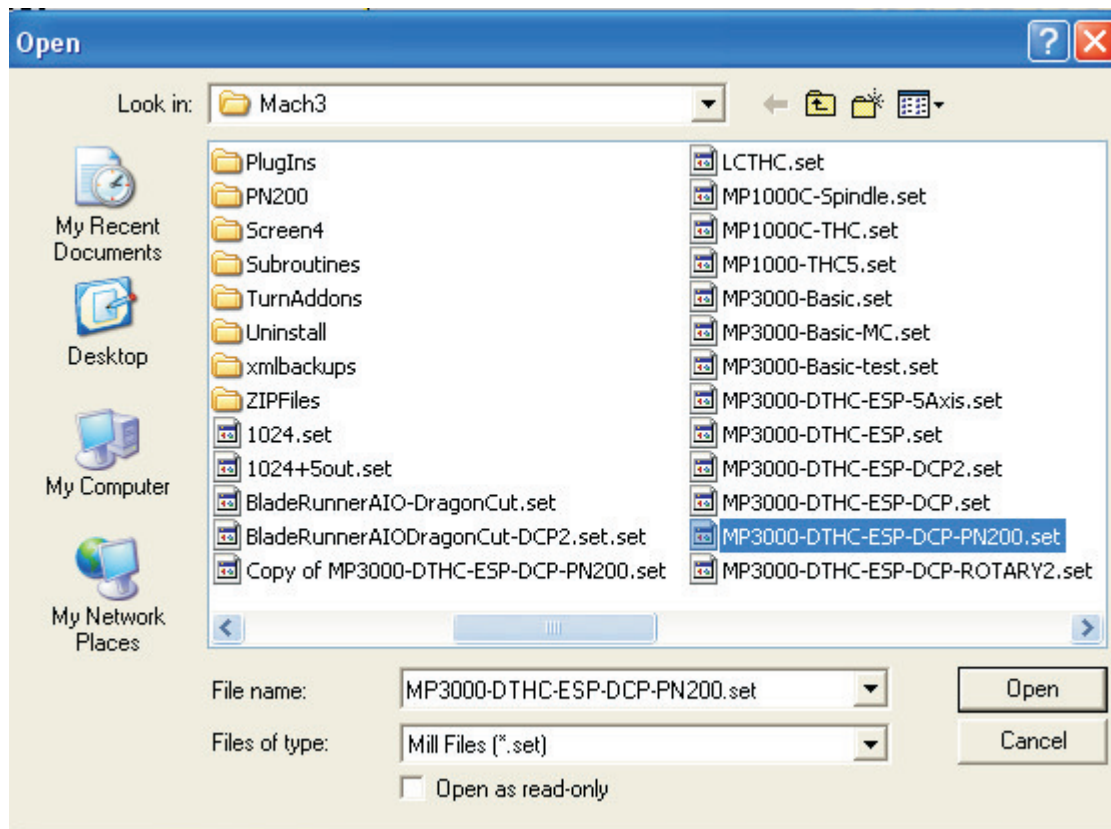 Open
Look in:
Mach3
My Recent
Documents
Desktop
My Computer
My Network
Places
PlugIns
PN200
Screen4
Subroutines
TurnAddons
Uninstall
xmlbackups
ZIPFiles
1024.set
1024+5out.set
BladeRunnerAIO-DragonCut.set
BladeRunnerAIODragonCut-DCP2.set.set
Copy of MP3000-DTHC-ESP-DCP-PN200.set
LCTHC.set
MP1000C-Spindle.set
MP1000C-THC.set
MP1000-THC5.set
MP3000-Basic.set
MP3000-Basic-MC.set
MP3000-Basic-test.set
MP3000-DTHC-ESP-5Axis.set
MP3000-DTHC-ESP.set
MP3000-DTHC-ESP-DCP2.set
MP3000-DTHC-ESP-DCP.set
MP3000-DTHC-ESP-DCP-PN200.set
MP3000-DTHC-ESP-DCP-ROTARY2.set
File name:
MP3000-DTHC-ESP-DCP-PN200.set
Open
Files of type:
Mill Files (*.set)
Cancel
Open as read-only